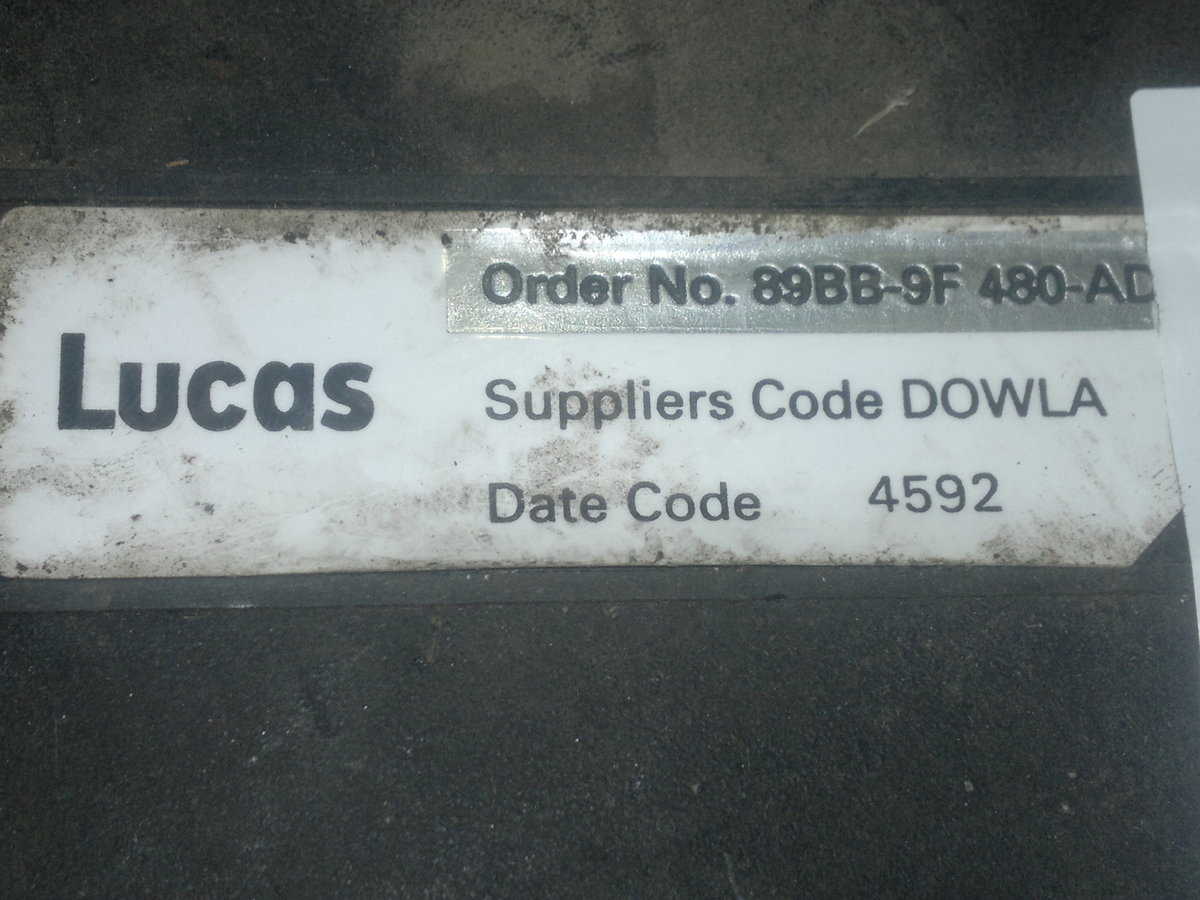 Lucas
Order No. 89BB-9F 480-AD
Suppliers Code DOWLA
Date Code 4592